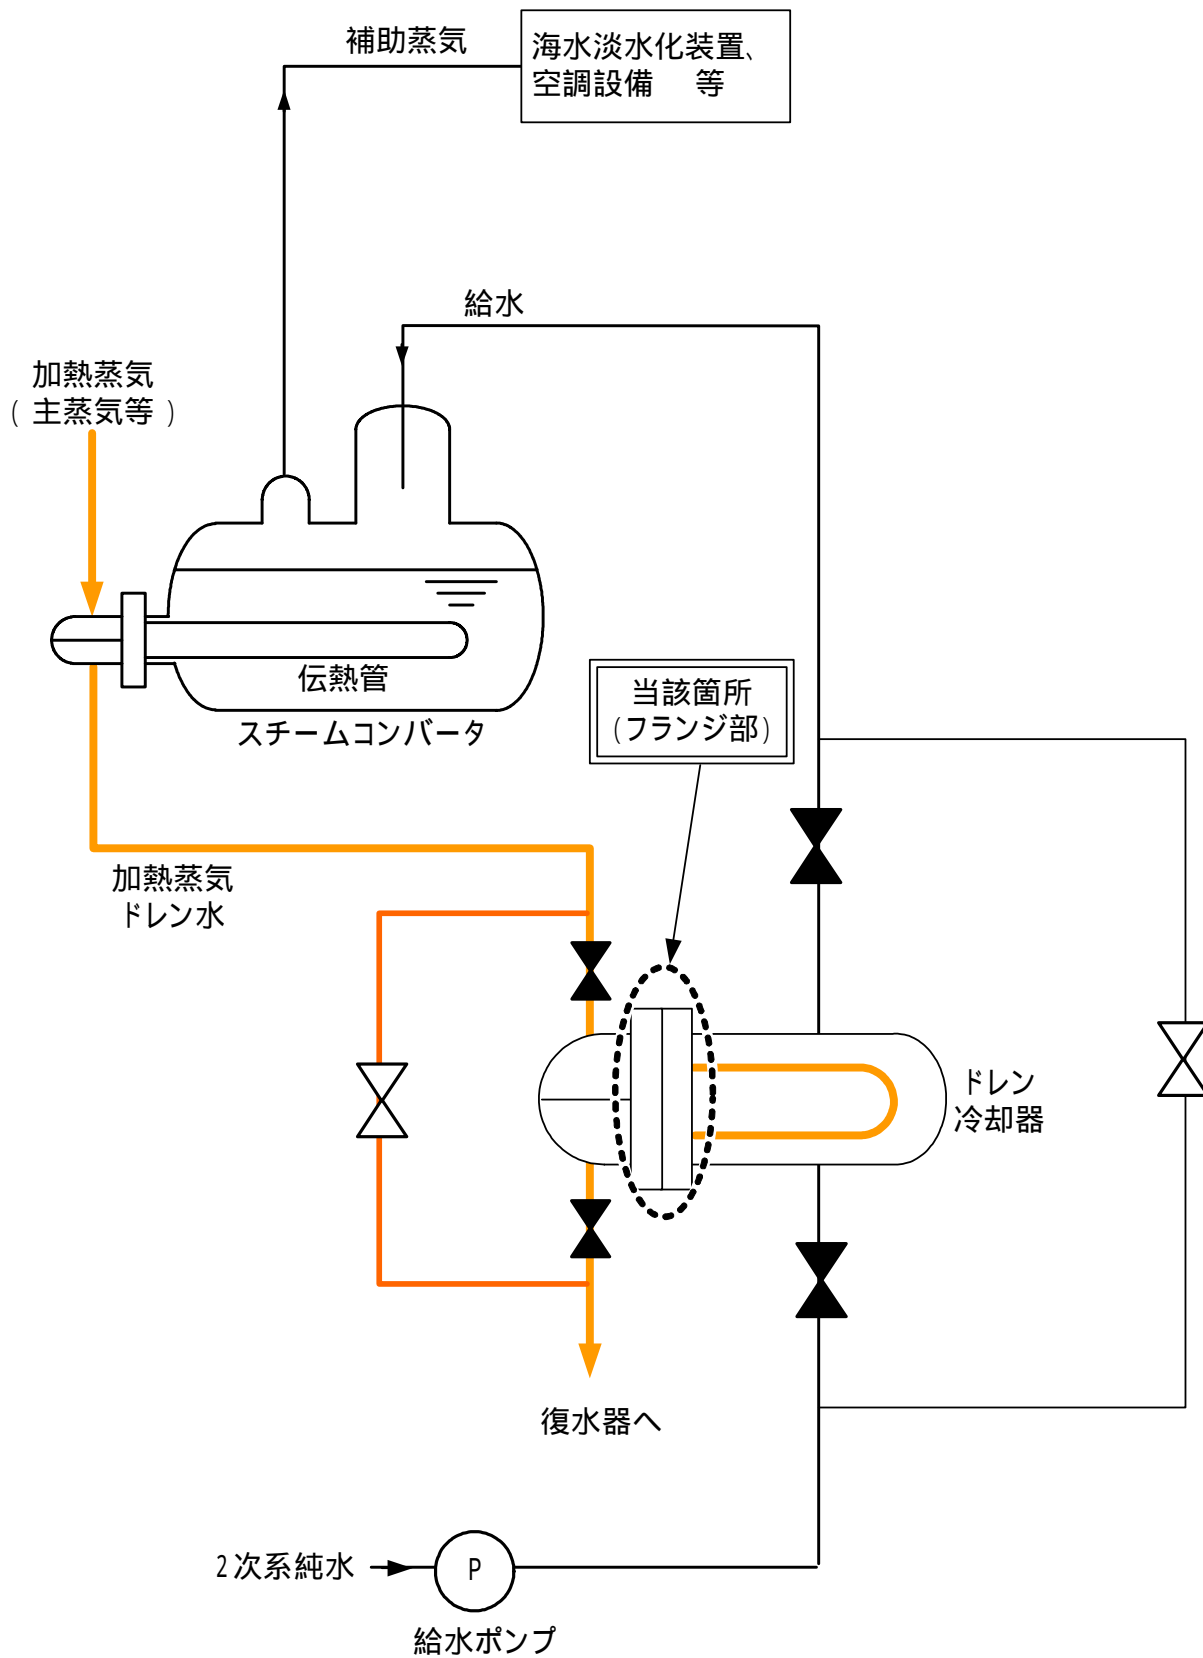 補助蒸気
海水淡水化装置、
空調設備 等
給水
加熱蒸気
(主蒸気等)
伝熱管
スチームコンバータ
当該箇所
(フランジ部)
加熱蒸気
ドレン水
ドレン
冷却器
復水器へ
2次系純水
P
給水ポンプ